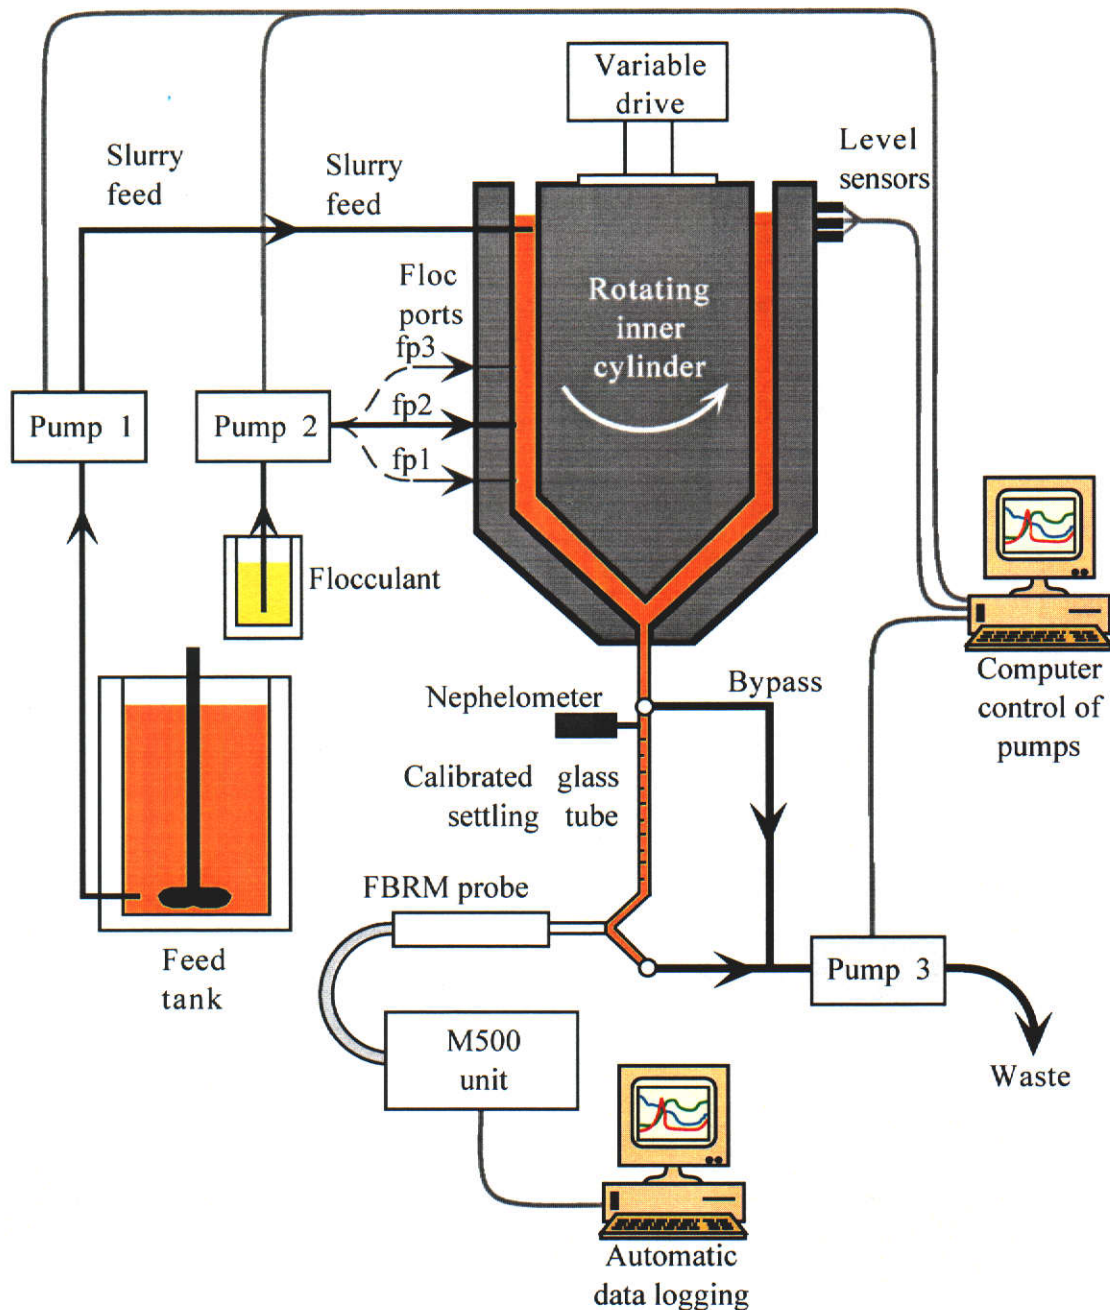 Variable
drive
Level
sensors
Slurry
feed
Slurry
feed
Floc
ports
fp3
fp2
fp1
Rotating
inner
cylinder
Pump 1
Pump 2
Flocculant
Nephelometer
Bypass
Computer
control of
pumps
Calibrated glass
settling tube
FBRM probe
Feed
tank
Pump 3
M500
unit
Waste
Automatic
data logging